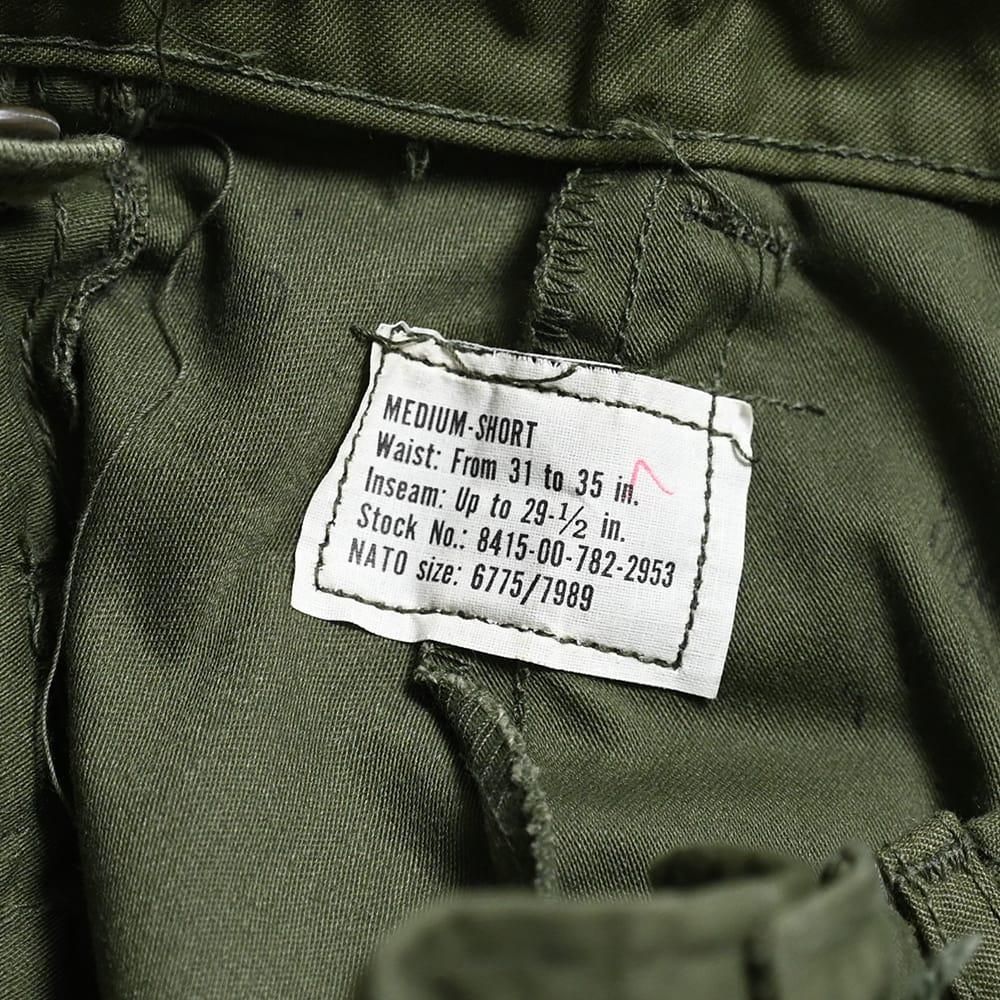 MEDIUM-SHORT
Waist: From 31 to 35 in.
Inseam: Up to 29-1/2 in.
Stock No.: 8415-00-782-2953
NATO size: 6775/7989